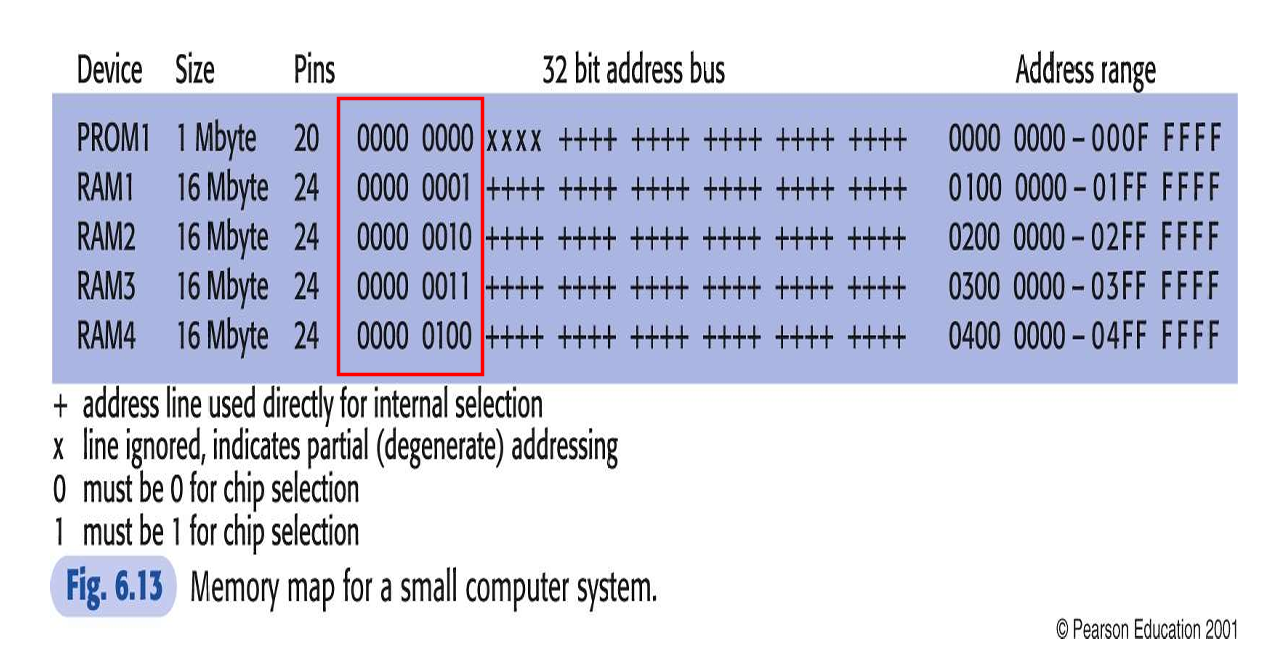 Device Size Pins 32 bit address bus Address range
PROM1 1 Mbyte 20 0000 0000 xxxx ++++ ++++ ++++ ++++ ++++ 0000 0000 – 000F FFFF
RAM1 16 Mbyte 24 0000 0001 ++++ ++++ ++++ ++++ ++++ ++++ 0100 0000 – 01FF FFFF
RAM2 16 Mbyte 24 0000 0010 ++++ ++++ ++++ ++++ ++++ ++++ 0200 0000 – 02FF FFFF
RAM3 16 Mbyte 24 0000 0011 ++++ ++++ ++++ ++++ ++++ ++++ 0300 0000 – 03FF FFFF
RAM4 16 Mbyte 24 0000 0100 ++++ ++++ ++++ ++++ ++++ ++++ 0400 0000 – 04FF FFFF
+ address line used directly for internal selection
x line ignored, indicates partial (degenerate) addressing
0 must be 0 for chip selection
1 must be 1 for chip selection
Fig. 6.13 Memory map for a small computer system.
© Pearson Education 2001